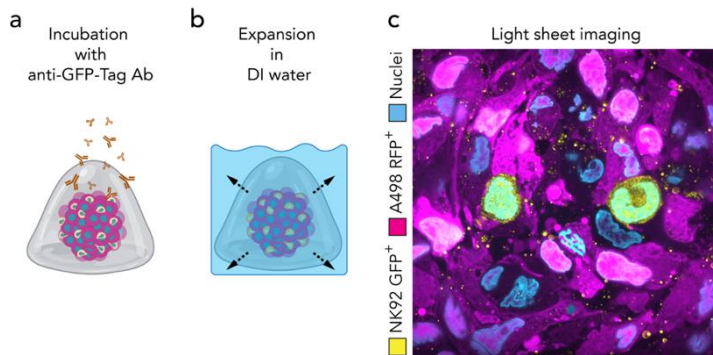 a
Incubation
with
anti-GFP-Tag Ab
b
Expansion
in
DI water
c
Light sheet imaging
Nuclei
A498 RFP⁺
NK92 GFP⁺